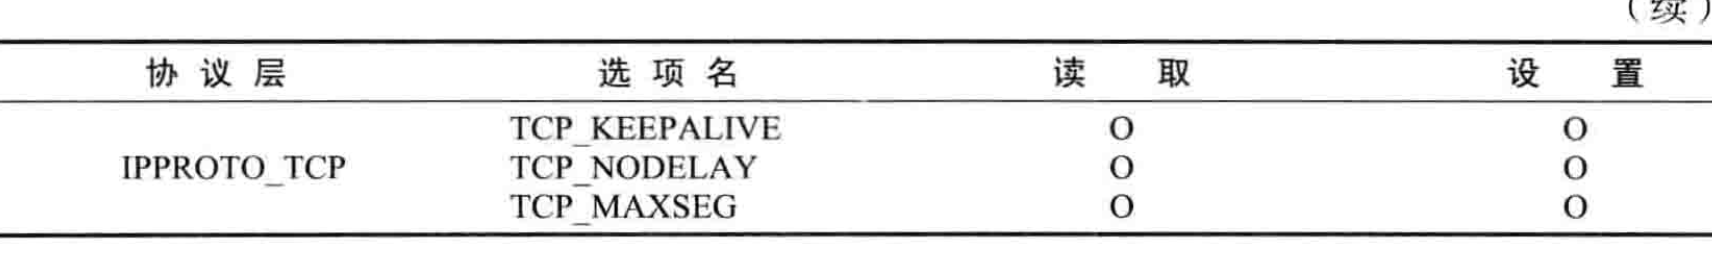 （续）
协议层 选项名 读取 设置
TCP_KEEPALIVE O O
IPPROTO_TCP TCP_NODELAY O O
TCP_MAXSEG O O